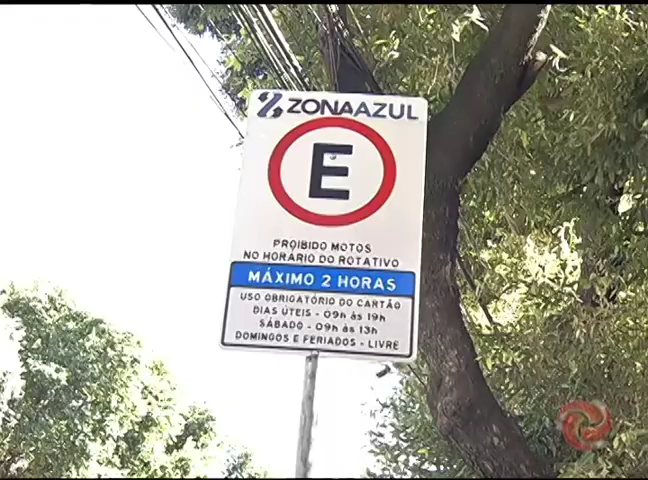 ZONAAZUL
E
PROIBIDO MOTOS
NO HORÁRIO DO ROTATIVO
MÁXIMO 2 HORAS
USO OBRIGATÓRIO DO CARTÃO
DIAS ÚTEIS - 09h às 19h
SÁBADO - 09h às 13h
DOMINGOS E FERIADOS - LIVRE